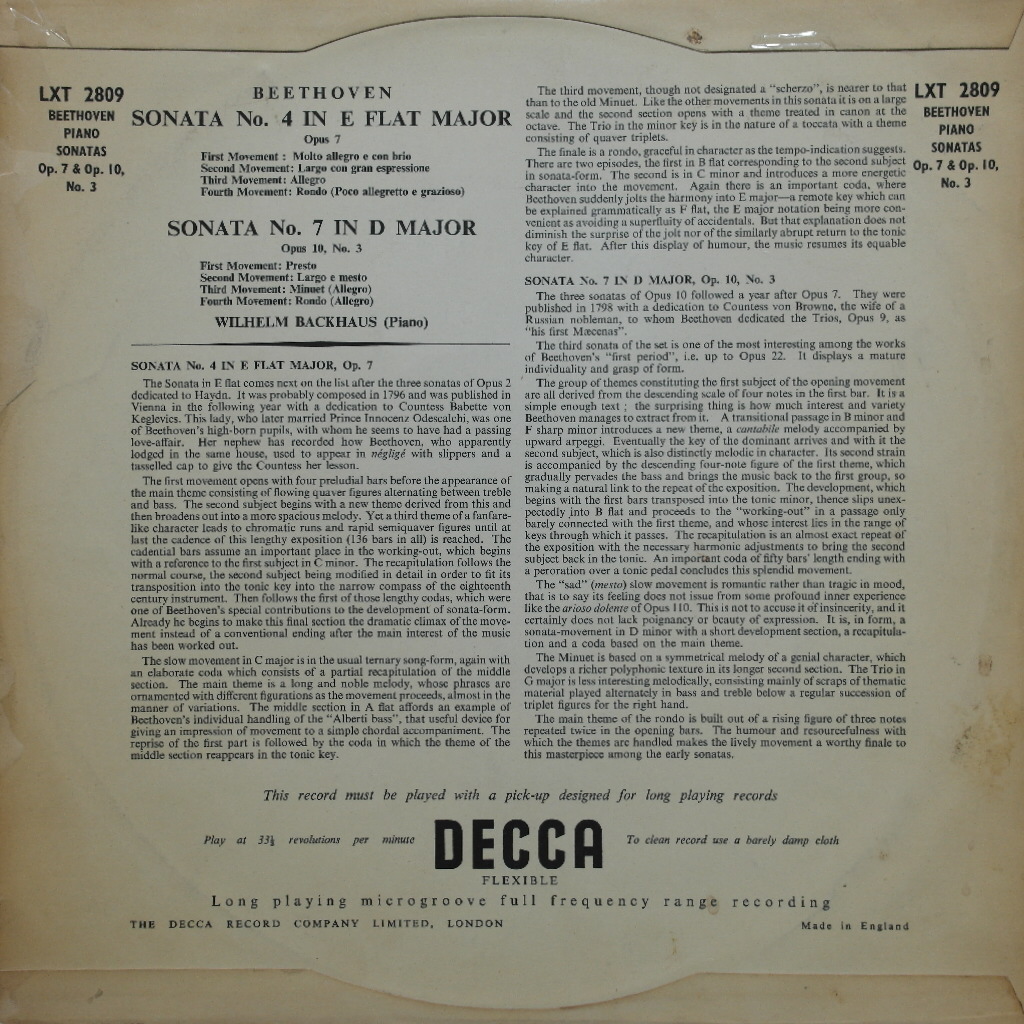 LXT 2809
BEETHOVEN
PIANO
SONATAS
Op. 7 & Op. 10,
No. 3
BEETHOVEN
SONATA No. 4 IN E FLAT MAJOR
Opus 7
First Movement : Molto allegro e con brio
Second Movement: Largo con gran espressione
Third Movement: Allegro
Fourth Movement: Rondo (Poco allegretto e grazioso)
SONATA No. 7 IN D MAJOR
Opus 10, No. 3
First Movement: Presto
Second Movement: Largo e mesto
Third Movement: Minuet (Allegro)
Fourth Movement: Rondo (Allegro)
WILHELM BACKHAUS (Piano)
SONATA No. 4 IN E FLAT MAJOR, Op. 7
The Sonata in E flat comes next on the list after the three sonatas of Opus 2
dedicated to Haydn. It was probably composed in 1796 and was published in
Vienna in the following year with a dedication to Countess Babette von
Keglevics. This lady, who later married Prince Innocenz Odescalchi, was one
of Beethoven's high-born pupils, with whom he seems to have had a passing
love-affair. Her nephew has recorded how Beethoven, who apparently
lodged in the same house, used to appear in négligé with slippers and a
tasselled cap to give the Countess her lesson.
The first movement opens with four preludial bars before the appearance of
the main theme consisting of flowing quaver figures alternating between treble
and bass. The second subject begins with a new theme derived from this and
then broadens out into a more spacious melody. Yet a third theme of a fanfare-
like character leads to chromatic runs and rapid semiquaver figures until at
last the cadence of this lengthy exposition (136 bars in all) is reached. The
cadential bars assume an important place in the working-out, which begins
with a reference to the first subject in C minor. The recapitulation follows the
normal course, the second subject being modified in detail in order to fit its
transposition into the tonic key into the narrow compass of the eighteenth
century instrument. Then follows the first of those lengthy codas, which were
one of Beethoven's special contributions to the development of sonata-form.
Already he begins to make this final section the dramatic climax of the move-
ment instead of a conventional ending after the main interest of the music
has been worked out.
The slow movement in C major is in the usual ternary song-form, again with
an elaborate coda which consists of a partial recapitulation of the middle
section. The main theme is a long and noble melody, whose phrases are
ornamented with different figurations as the movement proceeds, almost in the
manner of variations. The middle section in A flat affords an example of
Beethoven's individual handling of the "Alberti bass", that useful device for
giving an impression of movement to a simple chordal accompaniment. The
reprise of the first part is followed by the coda in which the theme of the
middle section reappears in the tonic key.
The third movement, though not designated a "scherzo", is nearer to that
than to the old Minuet. Like the other movements in this sonata it is on a large
scale and the second section opens with a theme treated in canon at the
octave. The Trio in the minor key is in the nature of a toccata with a theme
consisting of quaver triplets.
The finale is a rondo, graceful in character as the tempo-indication suggests.
There are two episodes, the first in B flat corresponding to the second subject
in sonata-form. The second is in C minor and introduces a more energetic
character into the movement. Again there is an important coda, where
Beethoven suddenly jolts the harmony into E major—a remote key which can
be explained grammatically as F flat, the E major notation being more con-
venient as avoiding a superfluity of accidentals. But that explanation does not
diminish the surprise of the jolt nor of the similarly abrupt return to the tonic
key of E flat. After this display of humour, the music resumes its equable
character.
SONATA No. 7 IN D MAJOR, Op. 10, No. 3
The three sonatas of Opus 10 followed a year after Opus 7. They were
published in 1798 with a dedication to Countess von Browne, the wife of a
Russian nobleman, to whom Beethoven dedicated the Trios, Opus 9, as
"his first Mæcenas".
The third sonata of the set is one of the most interesting among the works
of Beethoven's "first period", i.e. up to Opus 22. It displays a mature
individuality and grasp of form.
The group of themes constituting the first subject of the opening movement
are all derived from the descending scale of four notes in the first bar. It is a
simple enough text ; the surprising thing is how much interest and variety
Beethoven manages to extract from it. A transitional passage in B minor and
F sharp minor introduces a new theme, a cantabile melody accompanied by
upward arpeggi. Eventually the key of the dominant arrives and with it the
second subject, which is also distinctly melodic in character. Its second strain
is accompanied by the descending four-note figure of the first theme, which
gradually pervades the bass and brings the music back to the first group, so
making a natural link to the repeat of the exposition. The development, which
begins with the first bars transposed into the tonic minor, thence slips unex-
pectedly into B flat and proceeds to the "working-out" in a passage only
barely connected with the first theme, and whose interest lies in the range of
keys through which it passes. The recapitulation is an almost exact repeat of
the exposition with the necessary harmonic adjustments to bring the second
subject back in the tonic. An important coda of fifty bars' length ending with
a peroration over a tonic pedal concludes this splendid movement.
The "sad" (mesto) slow movement is romantic rather than tragic in mood,
that is to say its feeling does not issue from some profound inner experience
like the arioso dolente of Opus 110. This is not to accuse it of insincerity, and it
certainly does not lack poignancy or beauty of expression. It is, in form, a
sonata-movement in D minor with a short development section, a recapitula-
tion and a coda based on the main theme.
The Minuet is based on a symmetrical melody of a genial character, which
develops a richer polyphonic texture in its longer second section. The Trio in
G major is less interesting melodically, consisting mainly of scraps of thematic
material played alternately in bass and treble below a regular succession of
triplet figures for the right hand.
The main theme of the rondo is built out of a rising figure of three notes
repeated twice in the opening bars. The humour and resourcefulness with
which the themes are handled makes the lively movement a worthy finale to
this masterpiece among the early sonatas.
LXT 2809
BEETHOVEN
PIANO
SONATAS
Op. 7 & Op. 10,
No. 3
This record must be played with a pick-up designed for long playing records
Play at 33⅓ revolutions per minute
DECCA
To clean record use a barely damp cloth
FLEXIBLE
Long playing microgroove full frequency range recording
THE DECCA RECORD COMPANY LIMITED, LONDON
Made in England